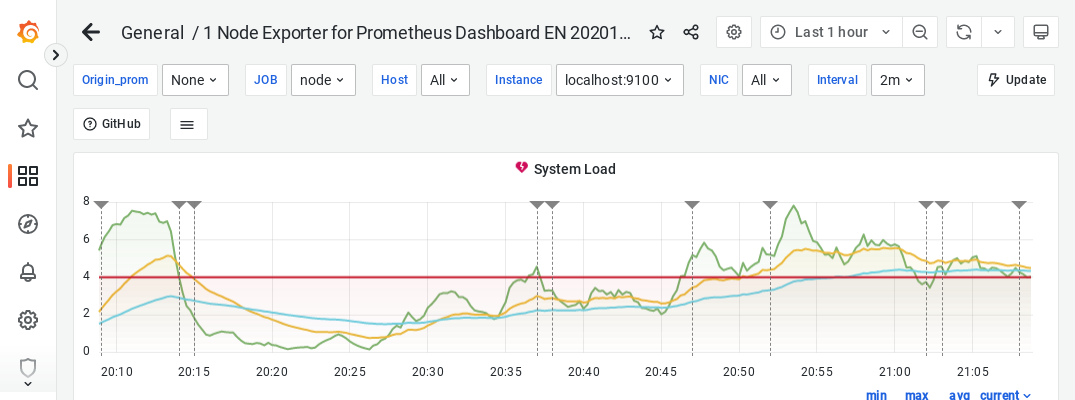 General / 1 Node Exporter for Prometheus Dashboard EN 20201... Last 1 hour
Origin_prom None JOB node Host All Instance localhost:9100 NIC All Interval 2m Update
GitHub
System Load
8
6
4
2
0
20:10 20:15 20:20 20:25 20:30 20:35 20:40 20:45 20:50 20:55 21:00 21:05
min max avg current